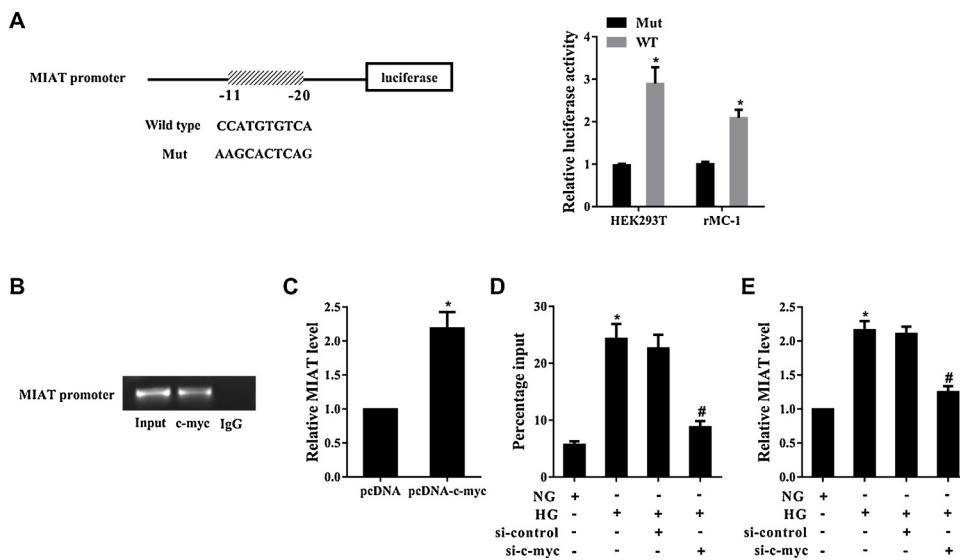 A
MIAT promoter
luciferase
-11 -20
Wild type CCATGTGTCA
Mut AAGCACTCAG
Mut
WT
Relative luciferase activity
4
3
2
1
0
*
*
HEK293T rMC-1
B
MIAT promoter
Input c-myc IgG
C
Relative MIAT level
2.5
2.0
1.5
1.0
0.5
0.0
*
pcDNA pcDNA-c-myc
D
Percentage input
30
20
10
0
*
#
NG + - - -
HG - + + +
si-control - - + -
si-c-myc - - - +
E
Relative MIAT level
2.5
2.0
1.5
1.0
0.5
0.0
*
#
NG + - - -
HG - + + +
si-control - - + -
si-c-myc - - - +